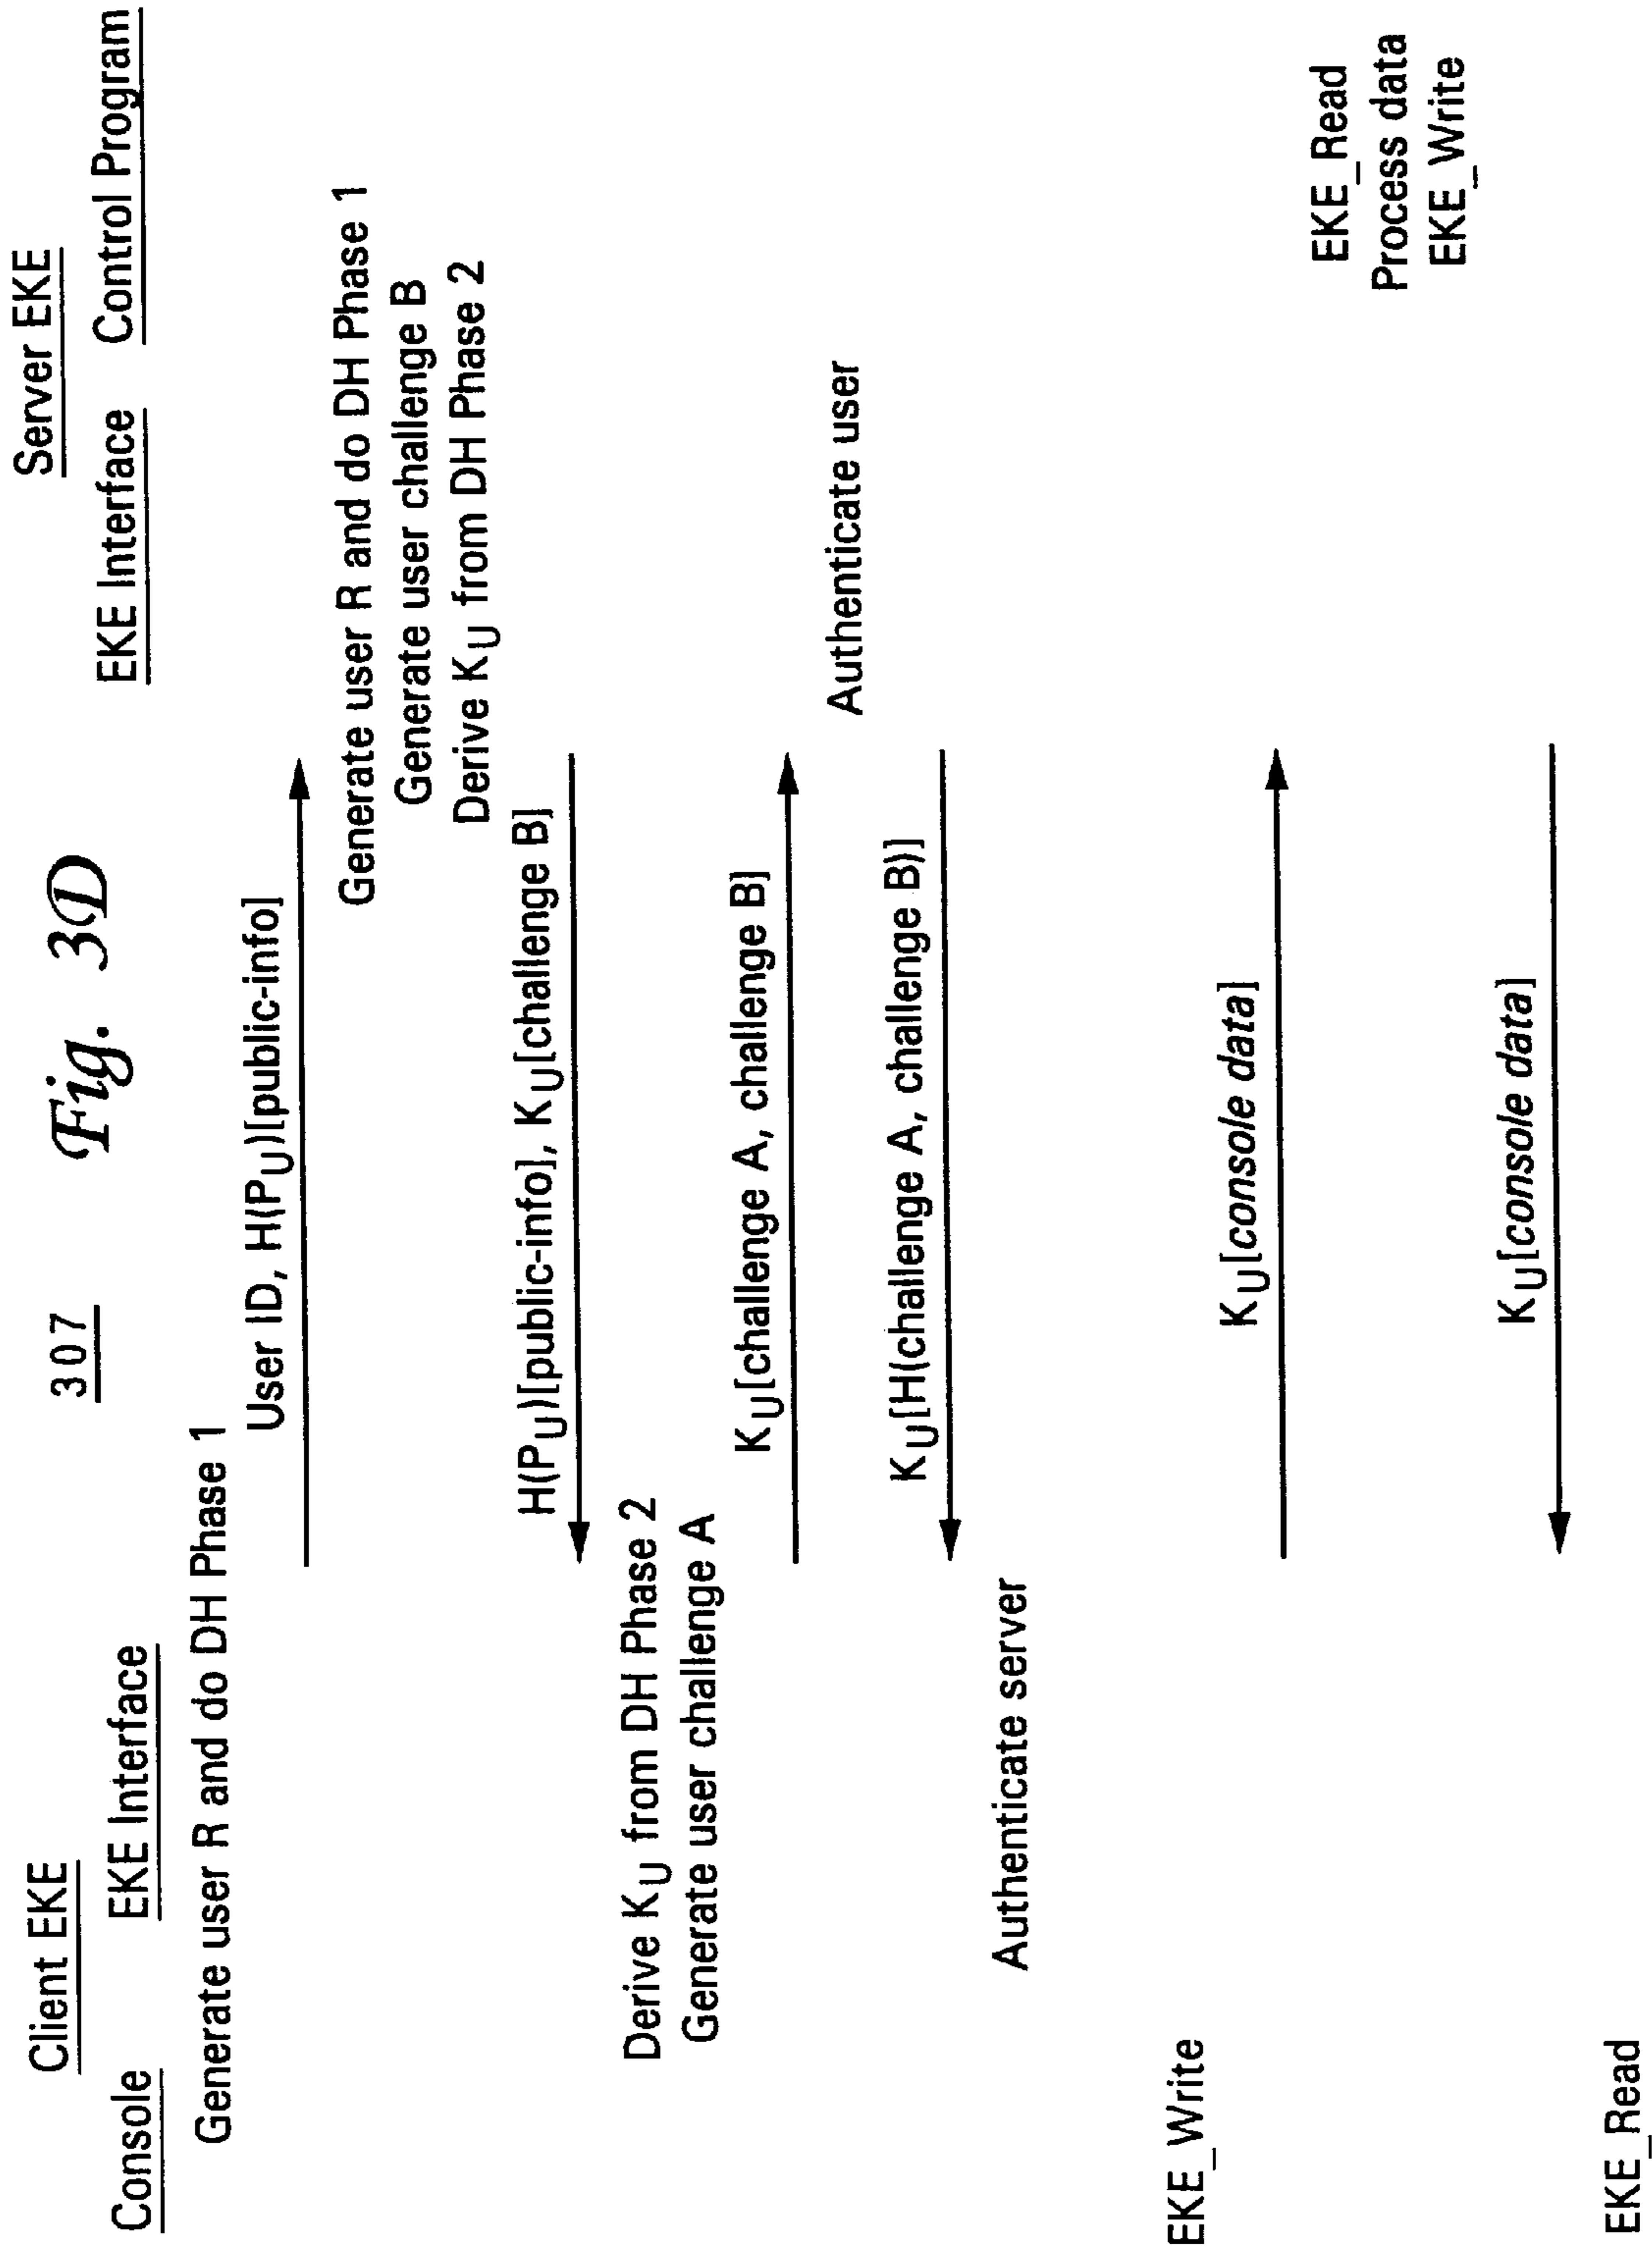 307
Fig. 3D
Client EKE
Server EKE
Console
EKE Interface
EKE Interface
Control Program
Generate user R and do DH Phase 1
User ID, H(PU)[public-info]
Generate user R and do DH Phase 1
Generate user challenge B
Derive KU from DH Phase 2
H(PU)[public-info], KU[challenge B]
Derive KU from DH Phase 2
Generate user challenge A
KU[challenge A, challenge B]
Authenticate user
KU[H(challenge A, challenge B)]
Authenticate server
EKE_Write
KU[console data]
EKE_Read
Process data
EKE_Write
KU[console data]
EKE_Read